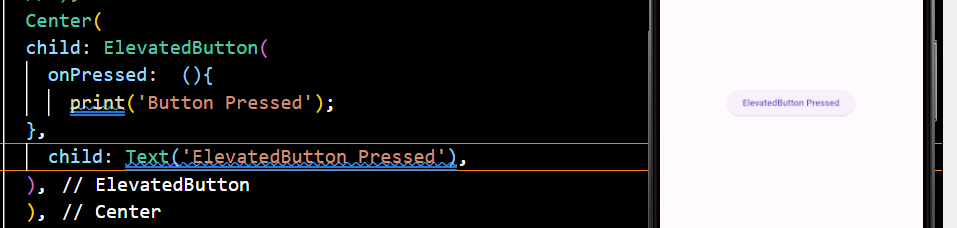 Center(
child: ElevatedButton(
onPressed:  (){
print('Button Pressed');
},
child: Text('ElevatedButton Pressed'),
), // ElevatedButton
), // Center
ElevatedButton Pressed